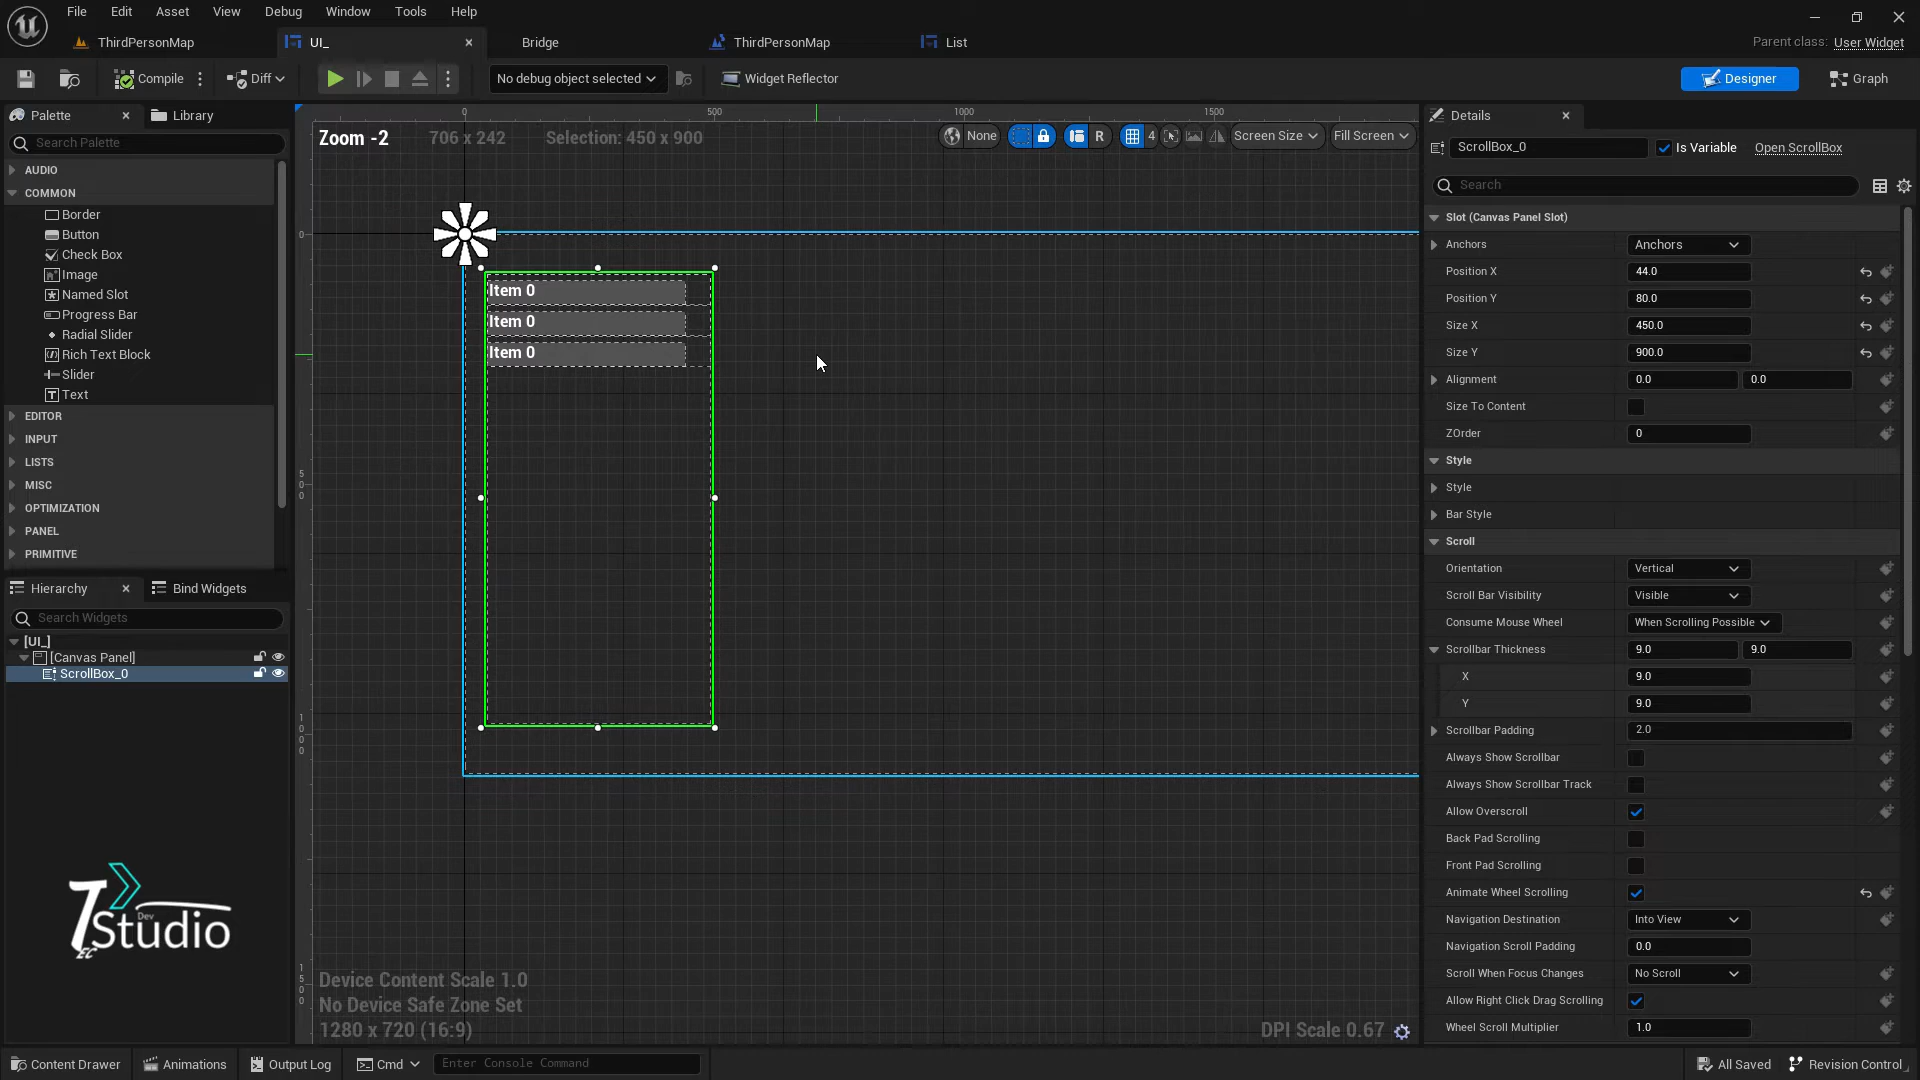 File Edit Asset View Debug Window Tools Help
ThirdPersonMap UI_ Bridge ThirdPersonMap List Parent class: User Widget
Compile Diff No debug object selected Widget Reflector Designer Graph
Palette Library
Search Palette
AUDIO
COMMON
Border
Button
Check Box
Image
Named Slot
Progress Bar
Radial Slider
Rich Text Block
Slider
Text
EDITOR
INPUT
LISTS
MISC
OPTIMIZATION
PANEL
PRIMITIVE
Hierarchy Bind Widgets
Search Widgets
[UI_]
[Canvas Panel]
ScrollBox_0
7 Dev Studio
EC
0 500 1000 1500
Zoom -2 706 x 242 Selection: 450 x 900 None R 4 Screen Size Fill Screen
0
500
1000
1500
Item 0
Item 0
Item 0
Device Content Scale 1.0
No Device Safe Zone Set
1280 x 720 (16:9) DPI Scale 0.67
Details
ScrollBox_0 Is Variable Open ScrollBox
Search
Slot (Canvas Panel Slot)
Anchors Anchors
Position X 44.0
Position Y 80.0
Size X 450.0
Size Y 900.0
Alignment 0.0 0.0
Size To Content
ZOrder 0
Style
Style
Bar Style
Scroll
Orientation Vertical
Scroll Bar Visibility Visible
Consume Mouse Wheel When Scrolling Possible
Scrollbar Thickness 9.0 9.0
X 9.0
Y 9.0
Scrollbar Padding 2.0
Always Show Scrollbar
Always Show Scrollbar Track
Allow Overscroll
Back Pad Scrolling
Front Pad Scrolling
Animate Wheel Scrolling
Navigation Destination Into View
Navigation Scroll Padding 0.0
Scroll When Focus Changes No Scroll
Allow Right Click Drag Scrolling
Wheel Scroll Multiplier 1.0
Content Drawer Animations Output Log Cmd Enter Console Command All Saved Revision Control